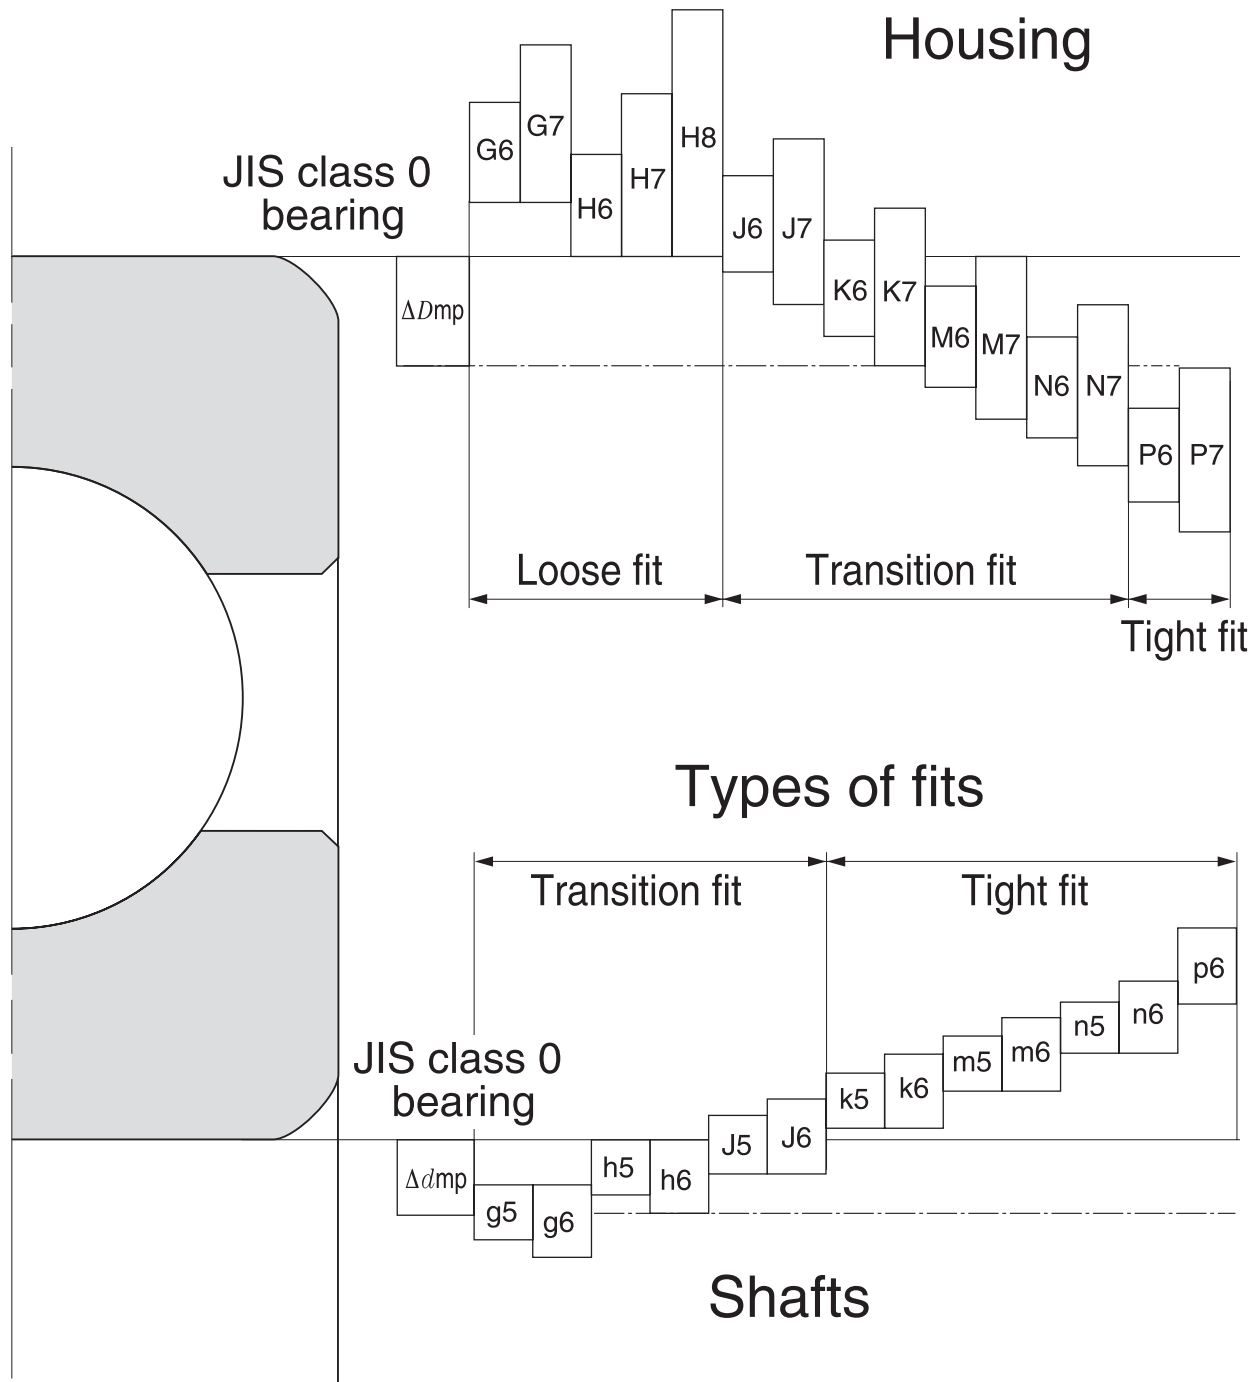 Housing
JIS class 0
bearing
G6
G7
H6
H7
H8
J6
J7
K6
K7
M6
M7
N6
N7
P6
P7
ΔDmp
Loose fit
Transition fit
Tight fit
Types of fits
Transition fit
Tight fit
JIS class 0
bearing
Δdmp
g5
g6
h5
h6
J5
J6
k5
k6
m5
m6
n5
n6
p6
Shafts